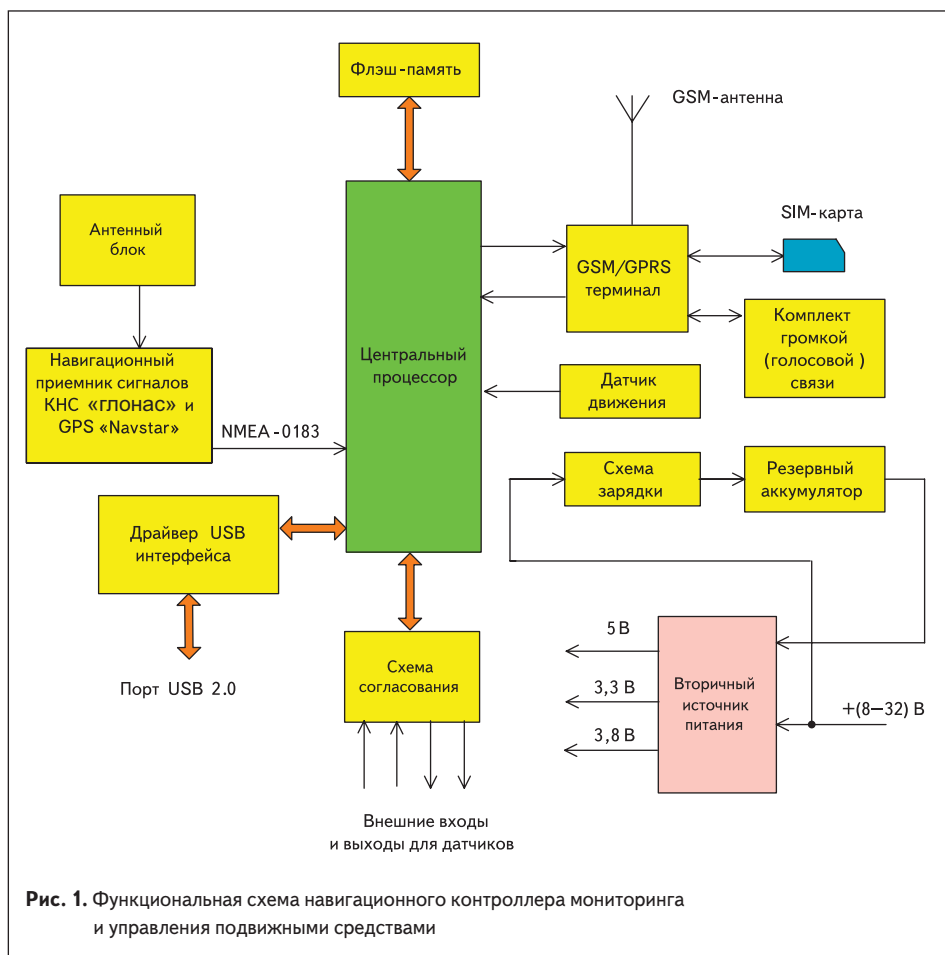 Флэш-память
GSM-антенна
Антенный
блок
SIM-карта
GSM/GPRS
терминал
Центральный
процессор
Комплект
громкой
(голосовой )
связи
Навигационный
приемник сигналов
КНС «глонас» и
GPS «Navstar»
NMEA-0183
Датчик
движения
Схема
зарядки
Резервный
аккумулятор
Драйвер USB
интерфейса
Порт USB 2.0
Схема
согласования
5 В
3,3 В
3,8 В
Вторичный
источник
питания
+(8—32) В
Внешние входы
и выходы для датчиков
Рис. 1. Функциональная схема навигационного контроллера мониторинга
и управления подвижными средствами